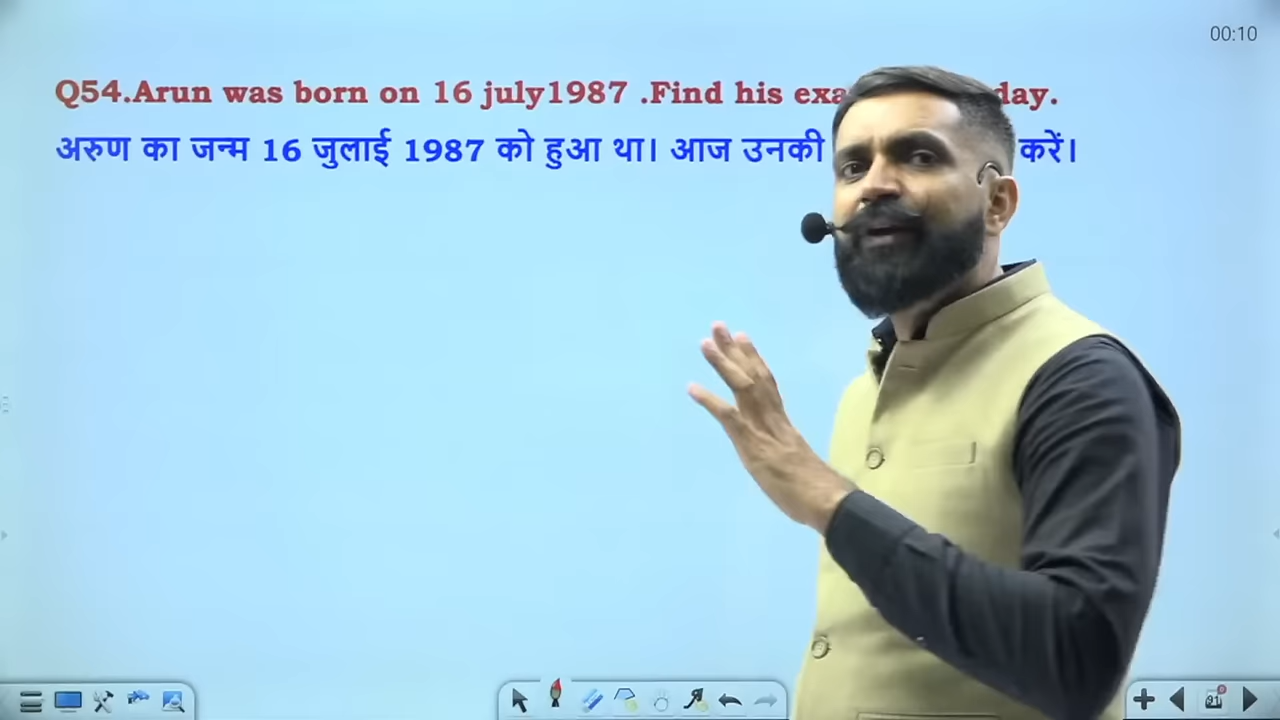 00:10
Q54.Arun was born on 16 july1987 .Find his day.
अरुण का जन्म 16 जुलाई 1987 को हुआ था। आज उनकी करें।